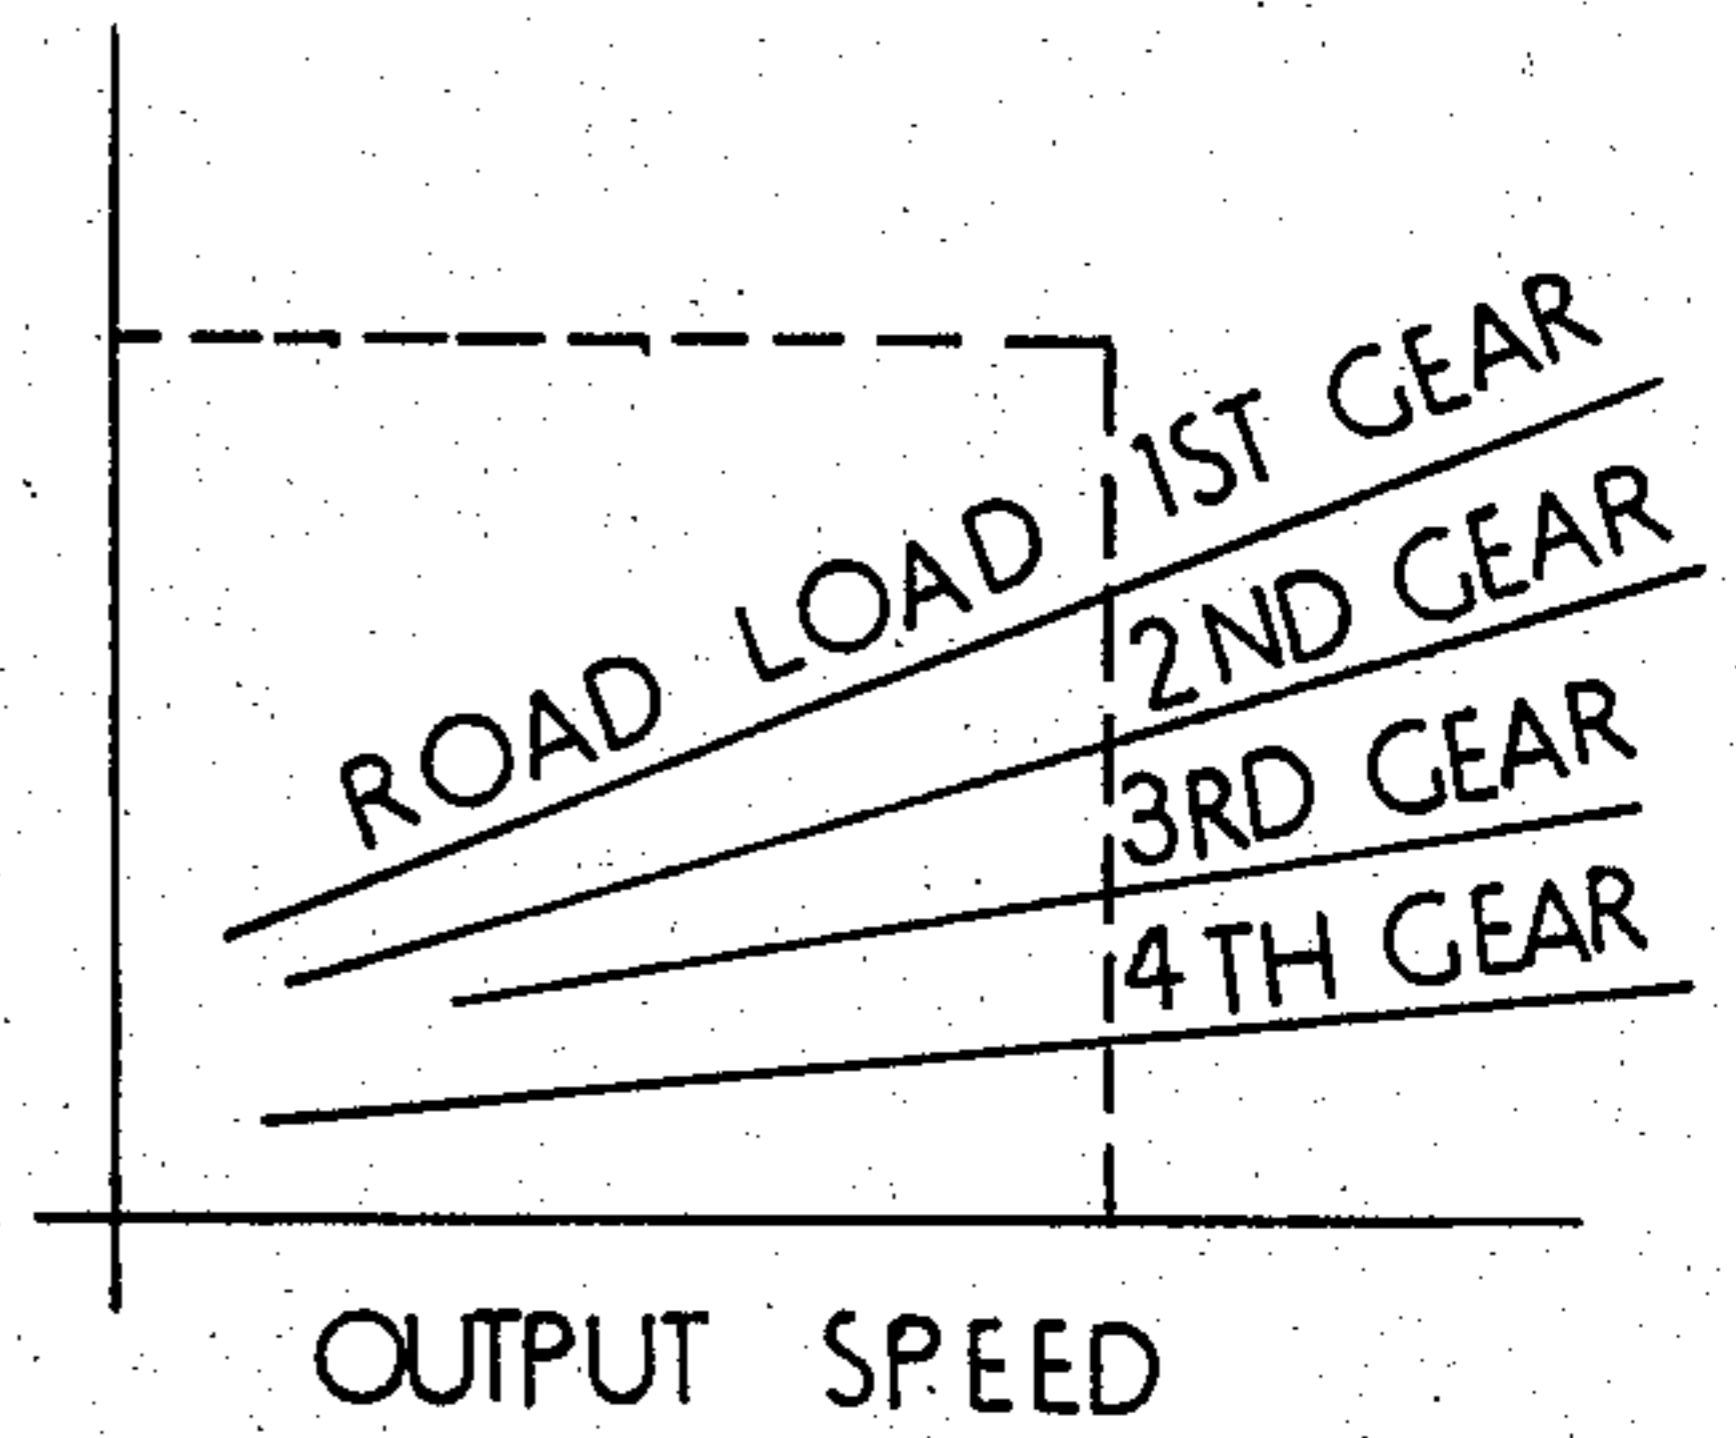 ROAD LOAD 1ST GEAR
2ND GEAR
3RD GEAR
4TH GEAR
OUTPUT SPEED